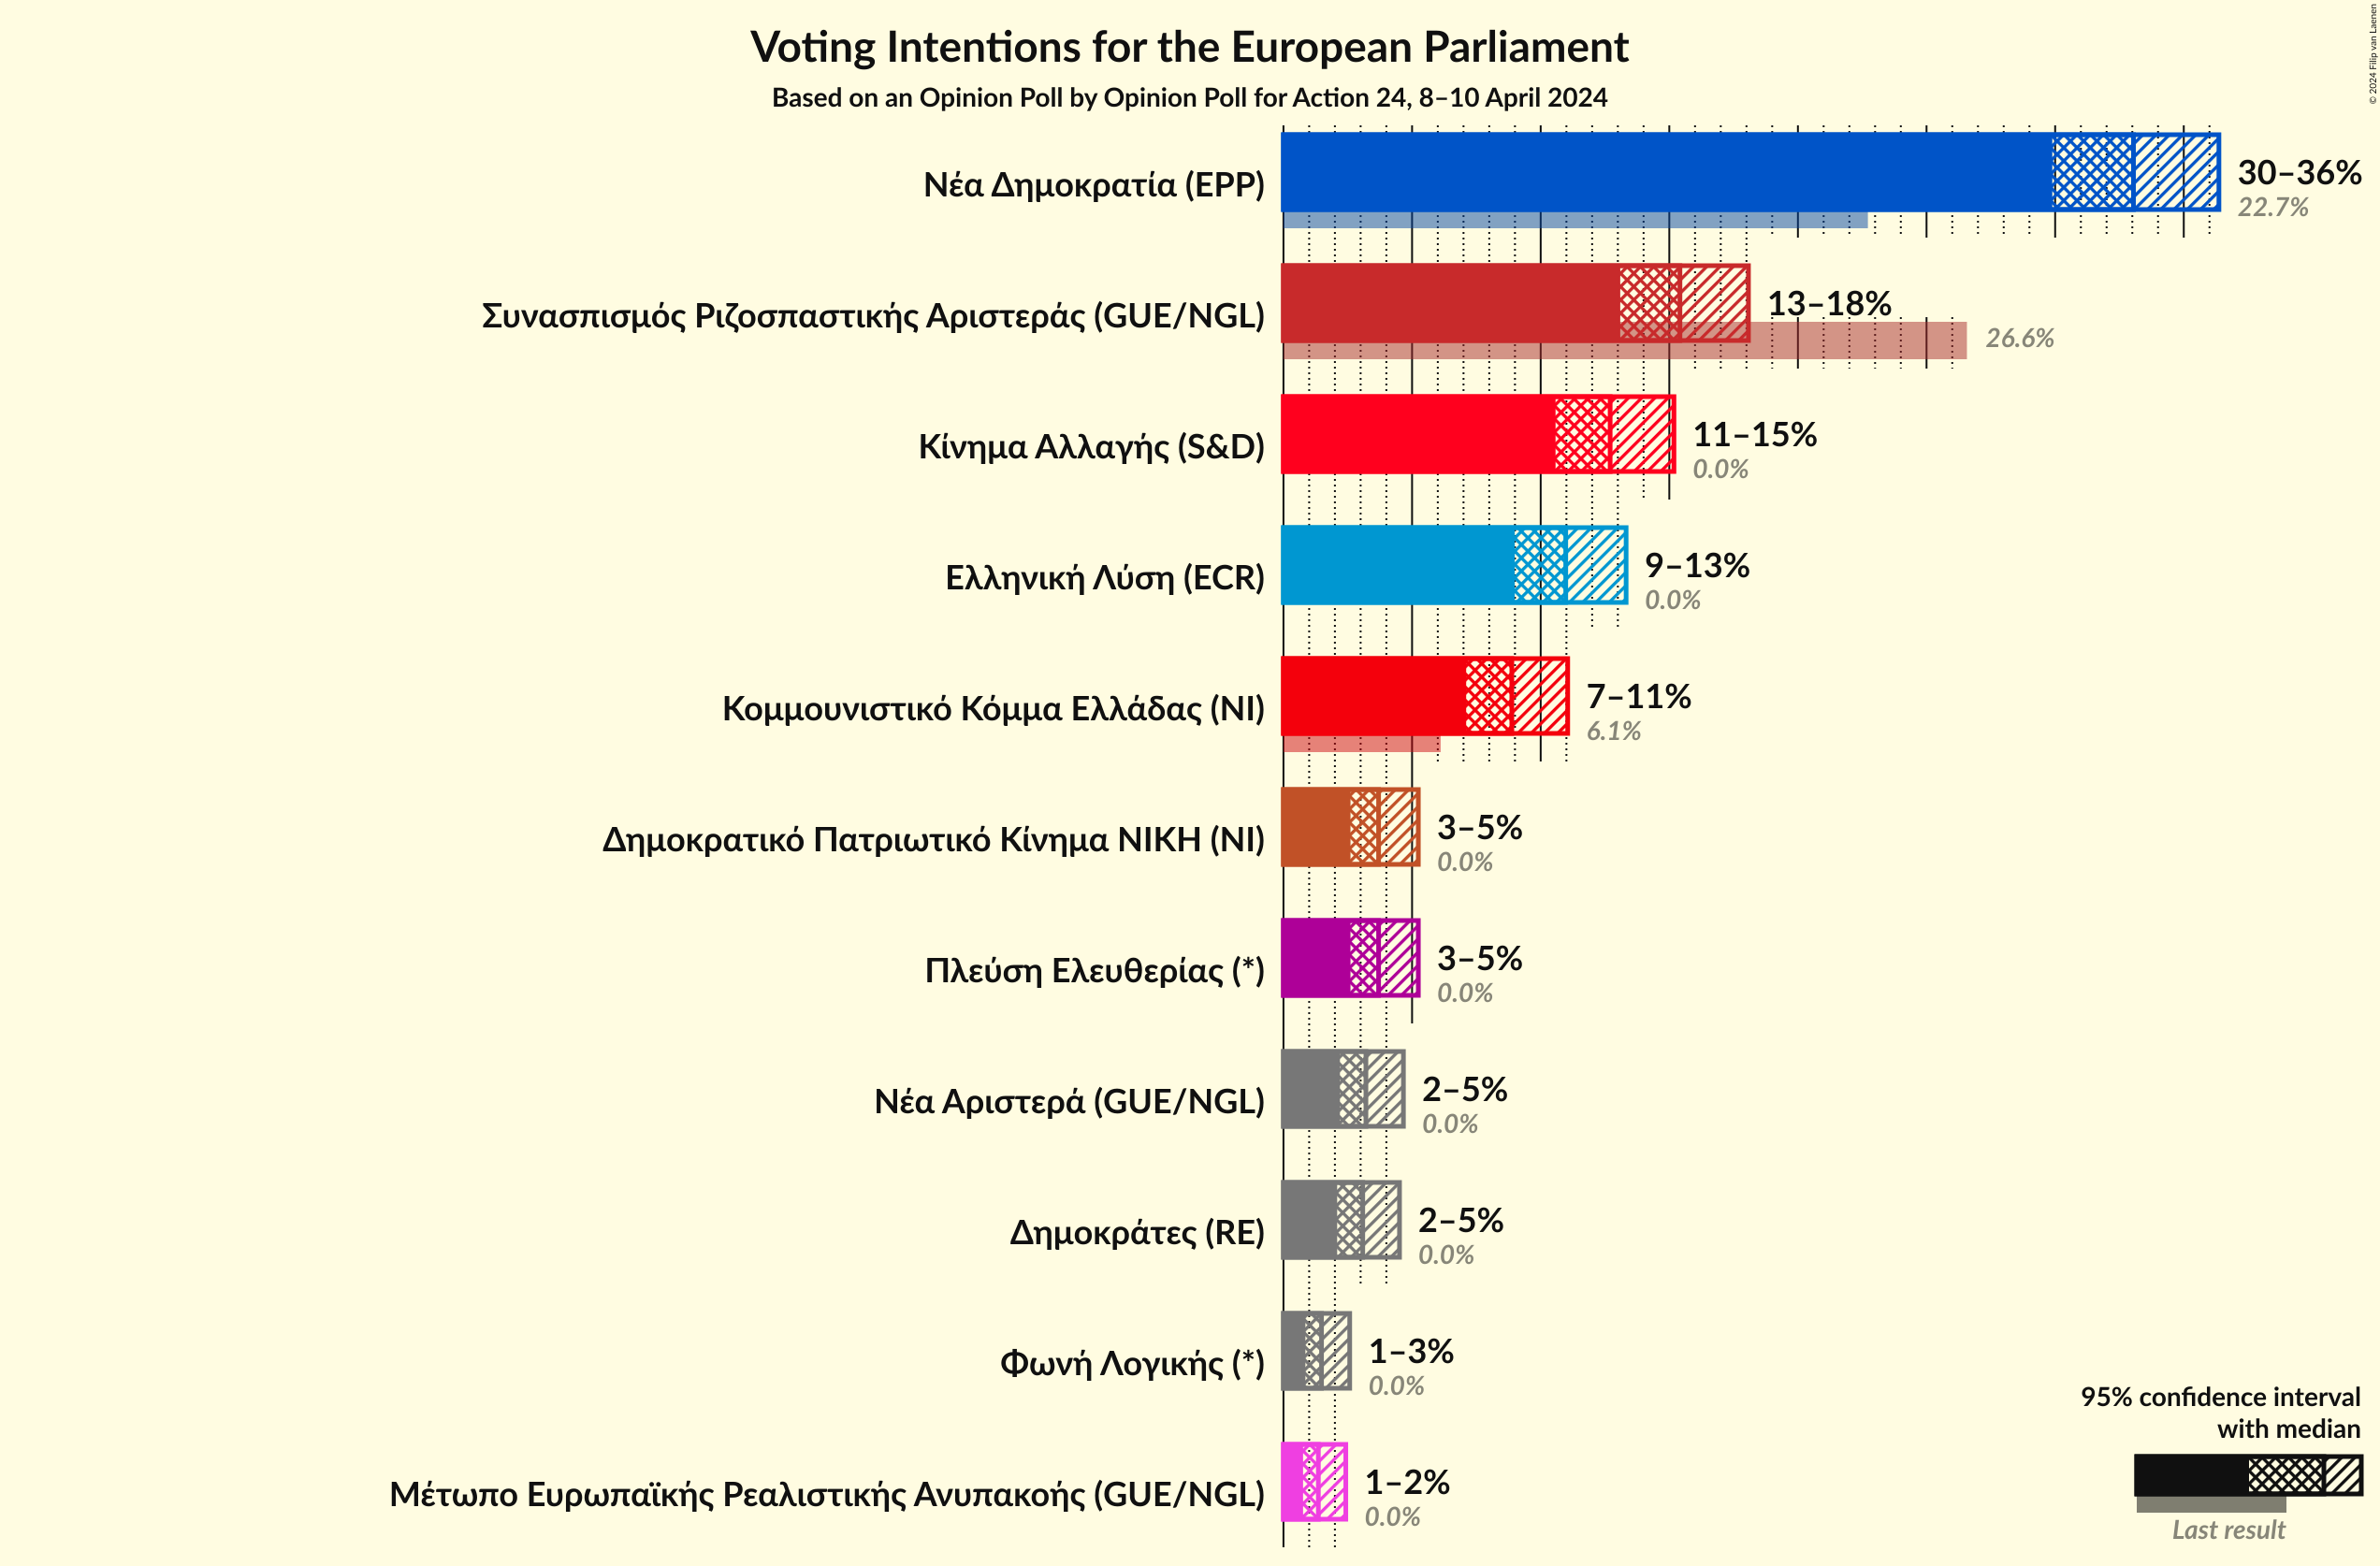 Voting Intentions for the European Parliament
Based on an Opinion Poll by Opinion Poll for Action 24, 8–10 April 2024
© 2024 Filip van Laenen
Νέα Δημοκρατία (EPP)
30–36%
22.7%
Συνασπισμός Ριζοσπαστικής Αριστεράς (GUE/NGL)
13–18%
26.6%
Κίνημα Αλλαγής (S&D)
11–15%
0.0%
Ελληνική Λύση (ECR)
9–13%
0.0%
Κομμουνιστικό Κόμμα Ελλάδας (NI)
7–11%
6.1%
Δημοκρατικό Πατριωτικό Κίνημα ΝΙΚΗ (NI)
3–5%
0.0%
Πλεύση Ελευθερίας (*)
3–5%
0.0%
Νέα Αριστερά (GUE/NGL)
2–5%
0.0%
Δημοκράτες (RE)
2–5%
0.0%
Φωνή Λογικής (*)
1–3%
0.0%
Μέτωπο Ευρωπαϊκής Ρεαλιστικής Ανυπακοής (GUE/NGL)
1–2%
0.0%
95% confidence interval
with median
Last result